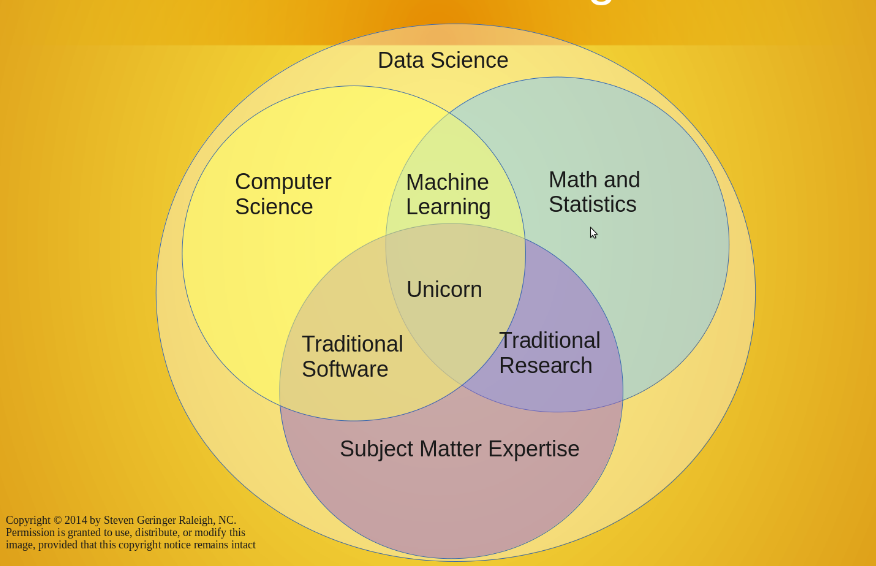 Data Science
Computer
Science
Machine
Learning
Math and
Statistics
Unicorn
Traditional
Software
Traditional
Research
Subject Matter Expertise
Copyright © 2014 by Steven Geringer Raleigh, NC.
Permission is granted to use, distribute, or modify this
image, provided that this copyright notice remains intact